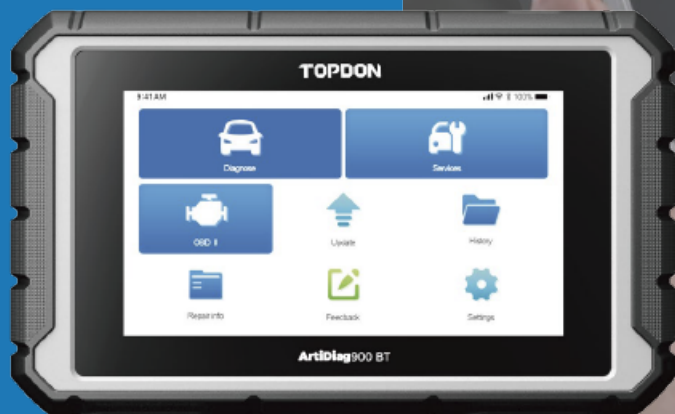 TOPDON
9:41 AM 100%
Diagnose Services
OBD II Update History
Repair info Feedback Settings
ArtiDiag900 BT